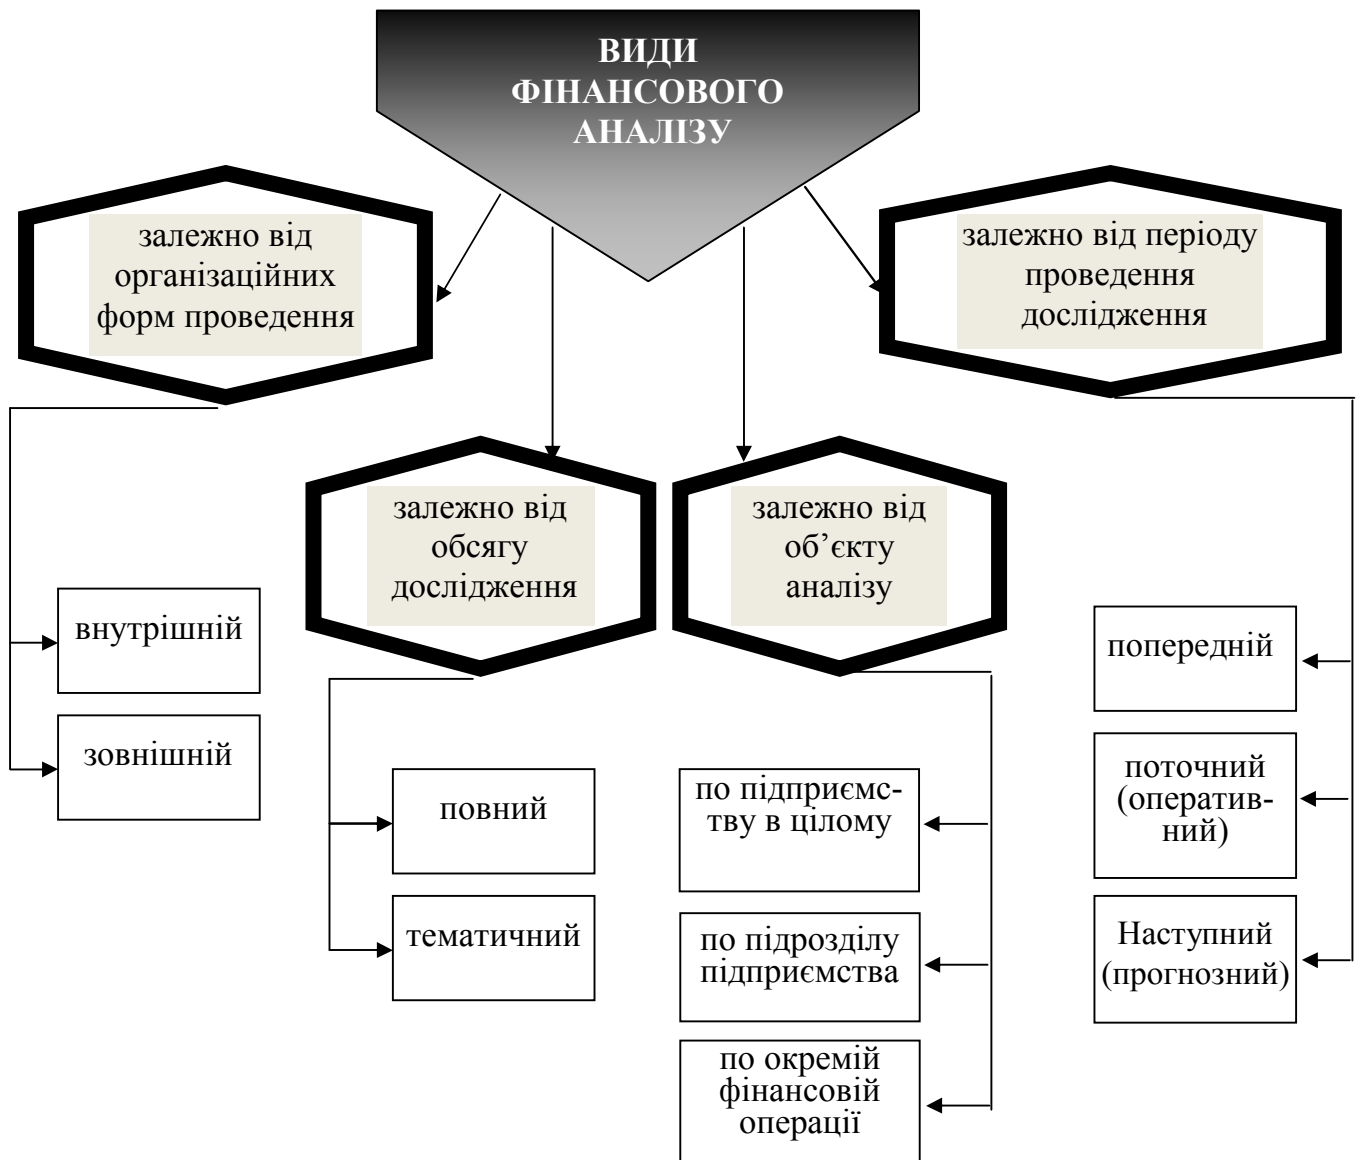 ВИДИ
ФІНАНСОВОГО
АНАЛІЗУ
залежно від
організаційних
форм проведення
залежно від періоду
проведення
дослідження
залежно від
обсягу
дослідження
залежно від
об’єкту
аналізу
внутрішній
зовнішній
повний
тематичний
по підприємс-
тву в цілому
по підрозділу
підприємства
по окремій
фінансовій
операції
попередній
поточний
(оператив-
ний)
Наступний
(прогнозний)